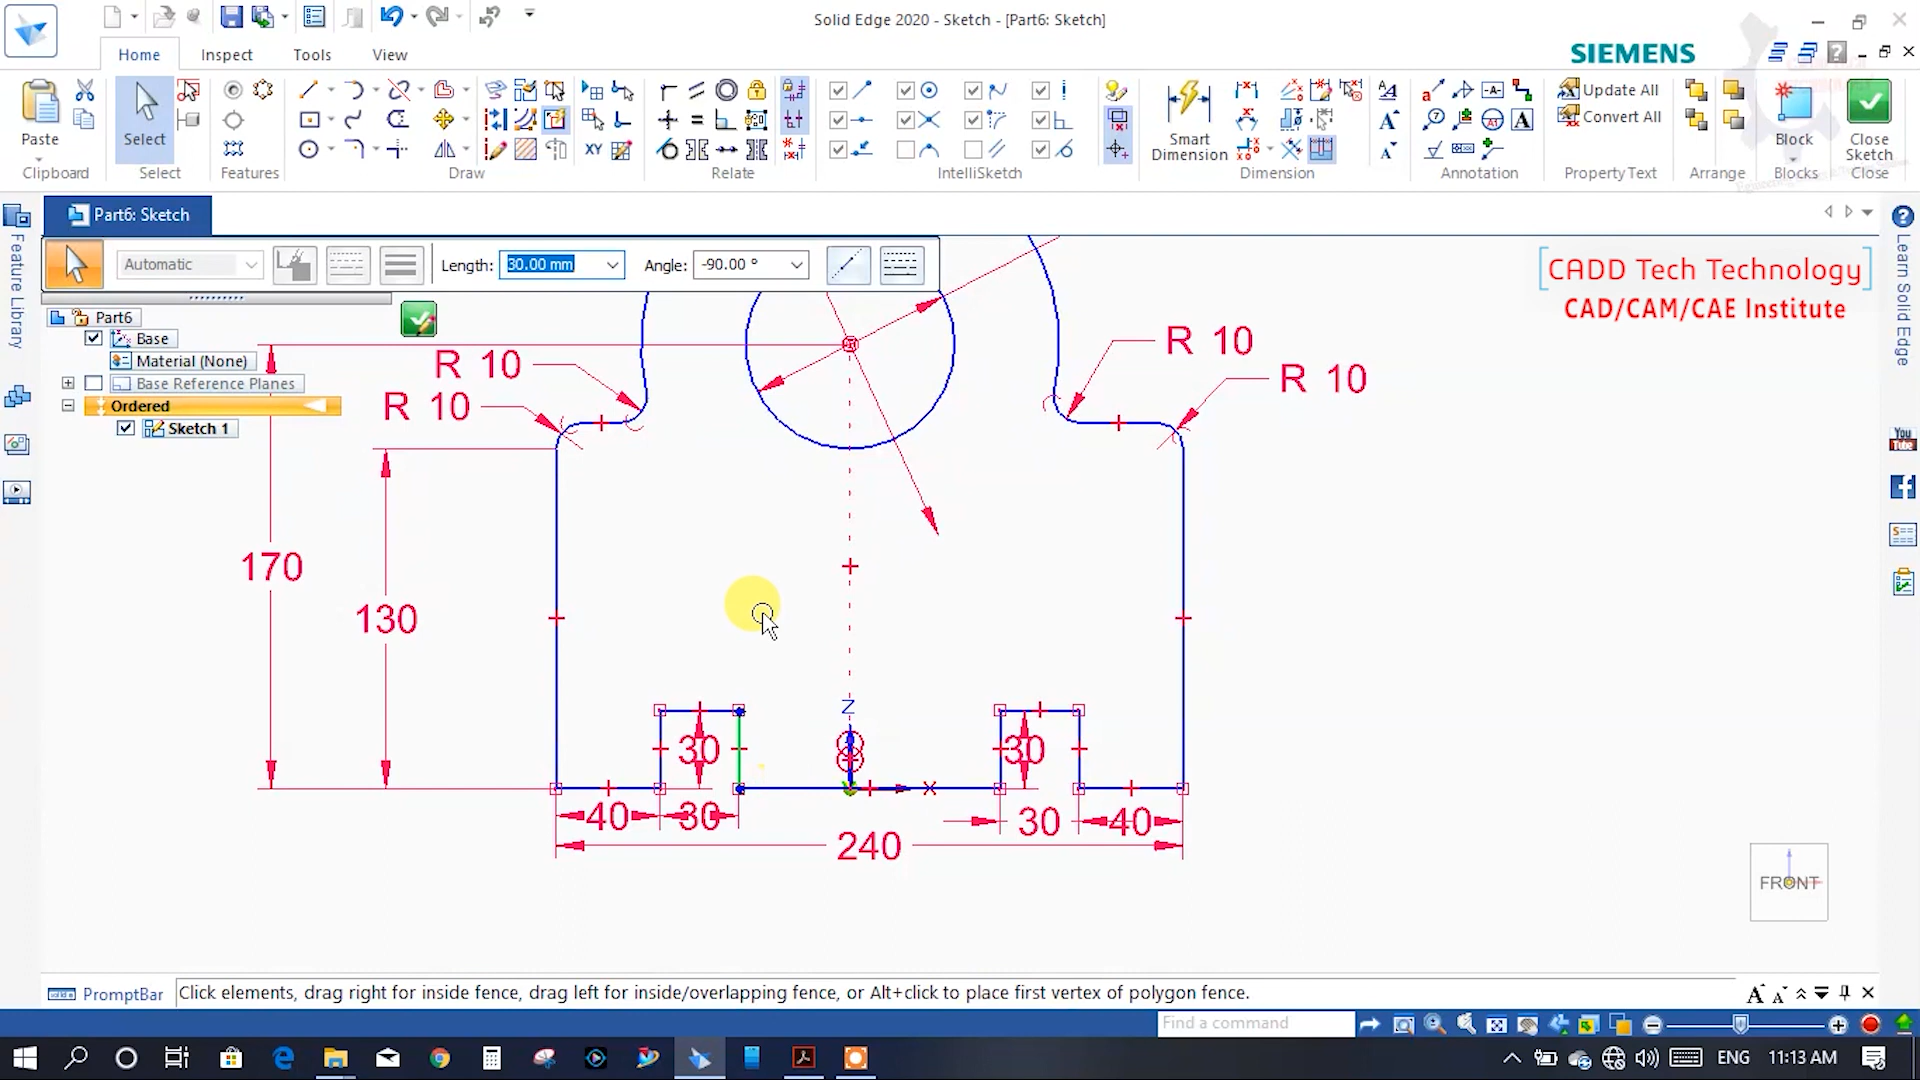 Solid Edge 2020 - Sketch - [Part6: Sketch]
Home
Inspect
Tools
View
SIEMENS
Paste
Clipboard
Select
Select
Features
Draw
Relate
IntelliSketch
Smart
Dimension
Dimension
Annotation
Update All
Convert All
Property Text
Arrange
Block
Blocks
Close
Sketch
Close
Part6: Sketch
Automatic
Length: 30.00 mm
Angle: -90.00 °
Feature Library
Learn Solid Edge
[CADD Tech Technology]
CAD/CAM/CAE Institute
Part6
Base
Material (None)
Base Reference Planes
Ordered
Sketch 1
R 10
R 10
R 10
R 10
170
130
Z
X
30
30
40
30
30
40
240
FRONT
PromptBar
Click elements, drag right for inside fence, drag left for inside/overlapping fence, or Alt+click to place first vertex of polygon fence.
Find a command
ENG
11:13 AM